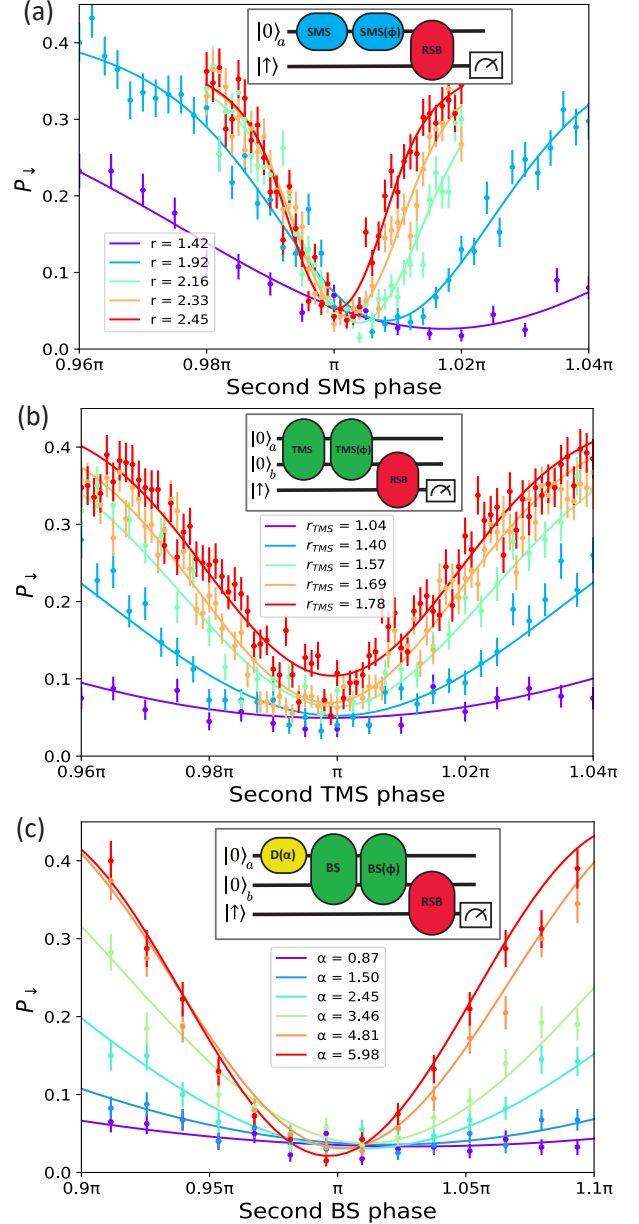 (a)
|0⟩a SMS SMS(ϕ)
|↑⟩ RSB
0.4
0.3
0.2
0.1
0.0
P↓
r = 1.42
r = 1.92
r = 2.16
r = 2.33
r = 2.45
0.96π 0.98π π 1.02π 1.04π
Second SMS phase
(b)
|0⟩a TMS TMS(ϕ)
|0⟩b RSB
|↑⟩
0.4
0.3
0.2
0.1
0.0
P↓
rTMS = 1.04
rTMS = 1.40
rTMS = 1.57
rTMS = 1.69
rTMS = 1.78
0.96π 0.98π π 1.02π 1.04π
Second TMS phase
(c)
|0⟩a D(α) BS BS(ϕ)
|0⟩b RSB
|↑⟩
0.4
0.3
0.2
0.1
0.0
P↓
α = 0.87
α = 1.50
α = 2.45
α = 3.46
α = 4.81
α = 5.98
0.9π 0.95π π 1.05π 1.1π
Second BS phase